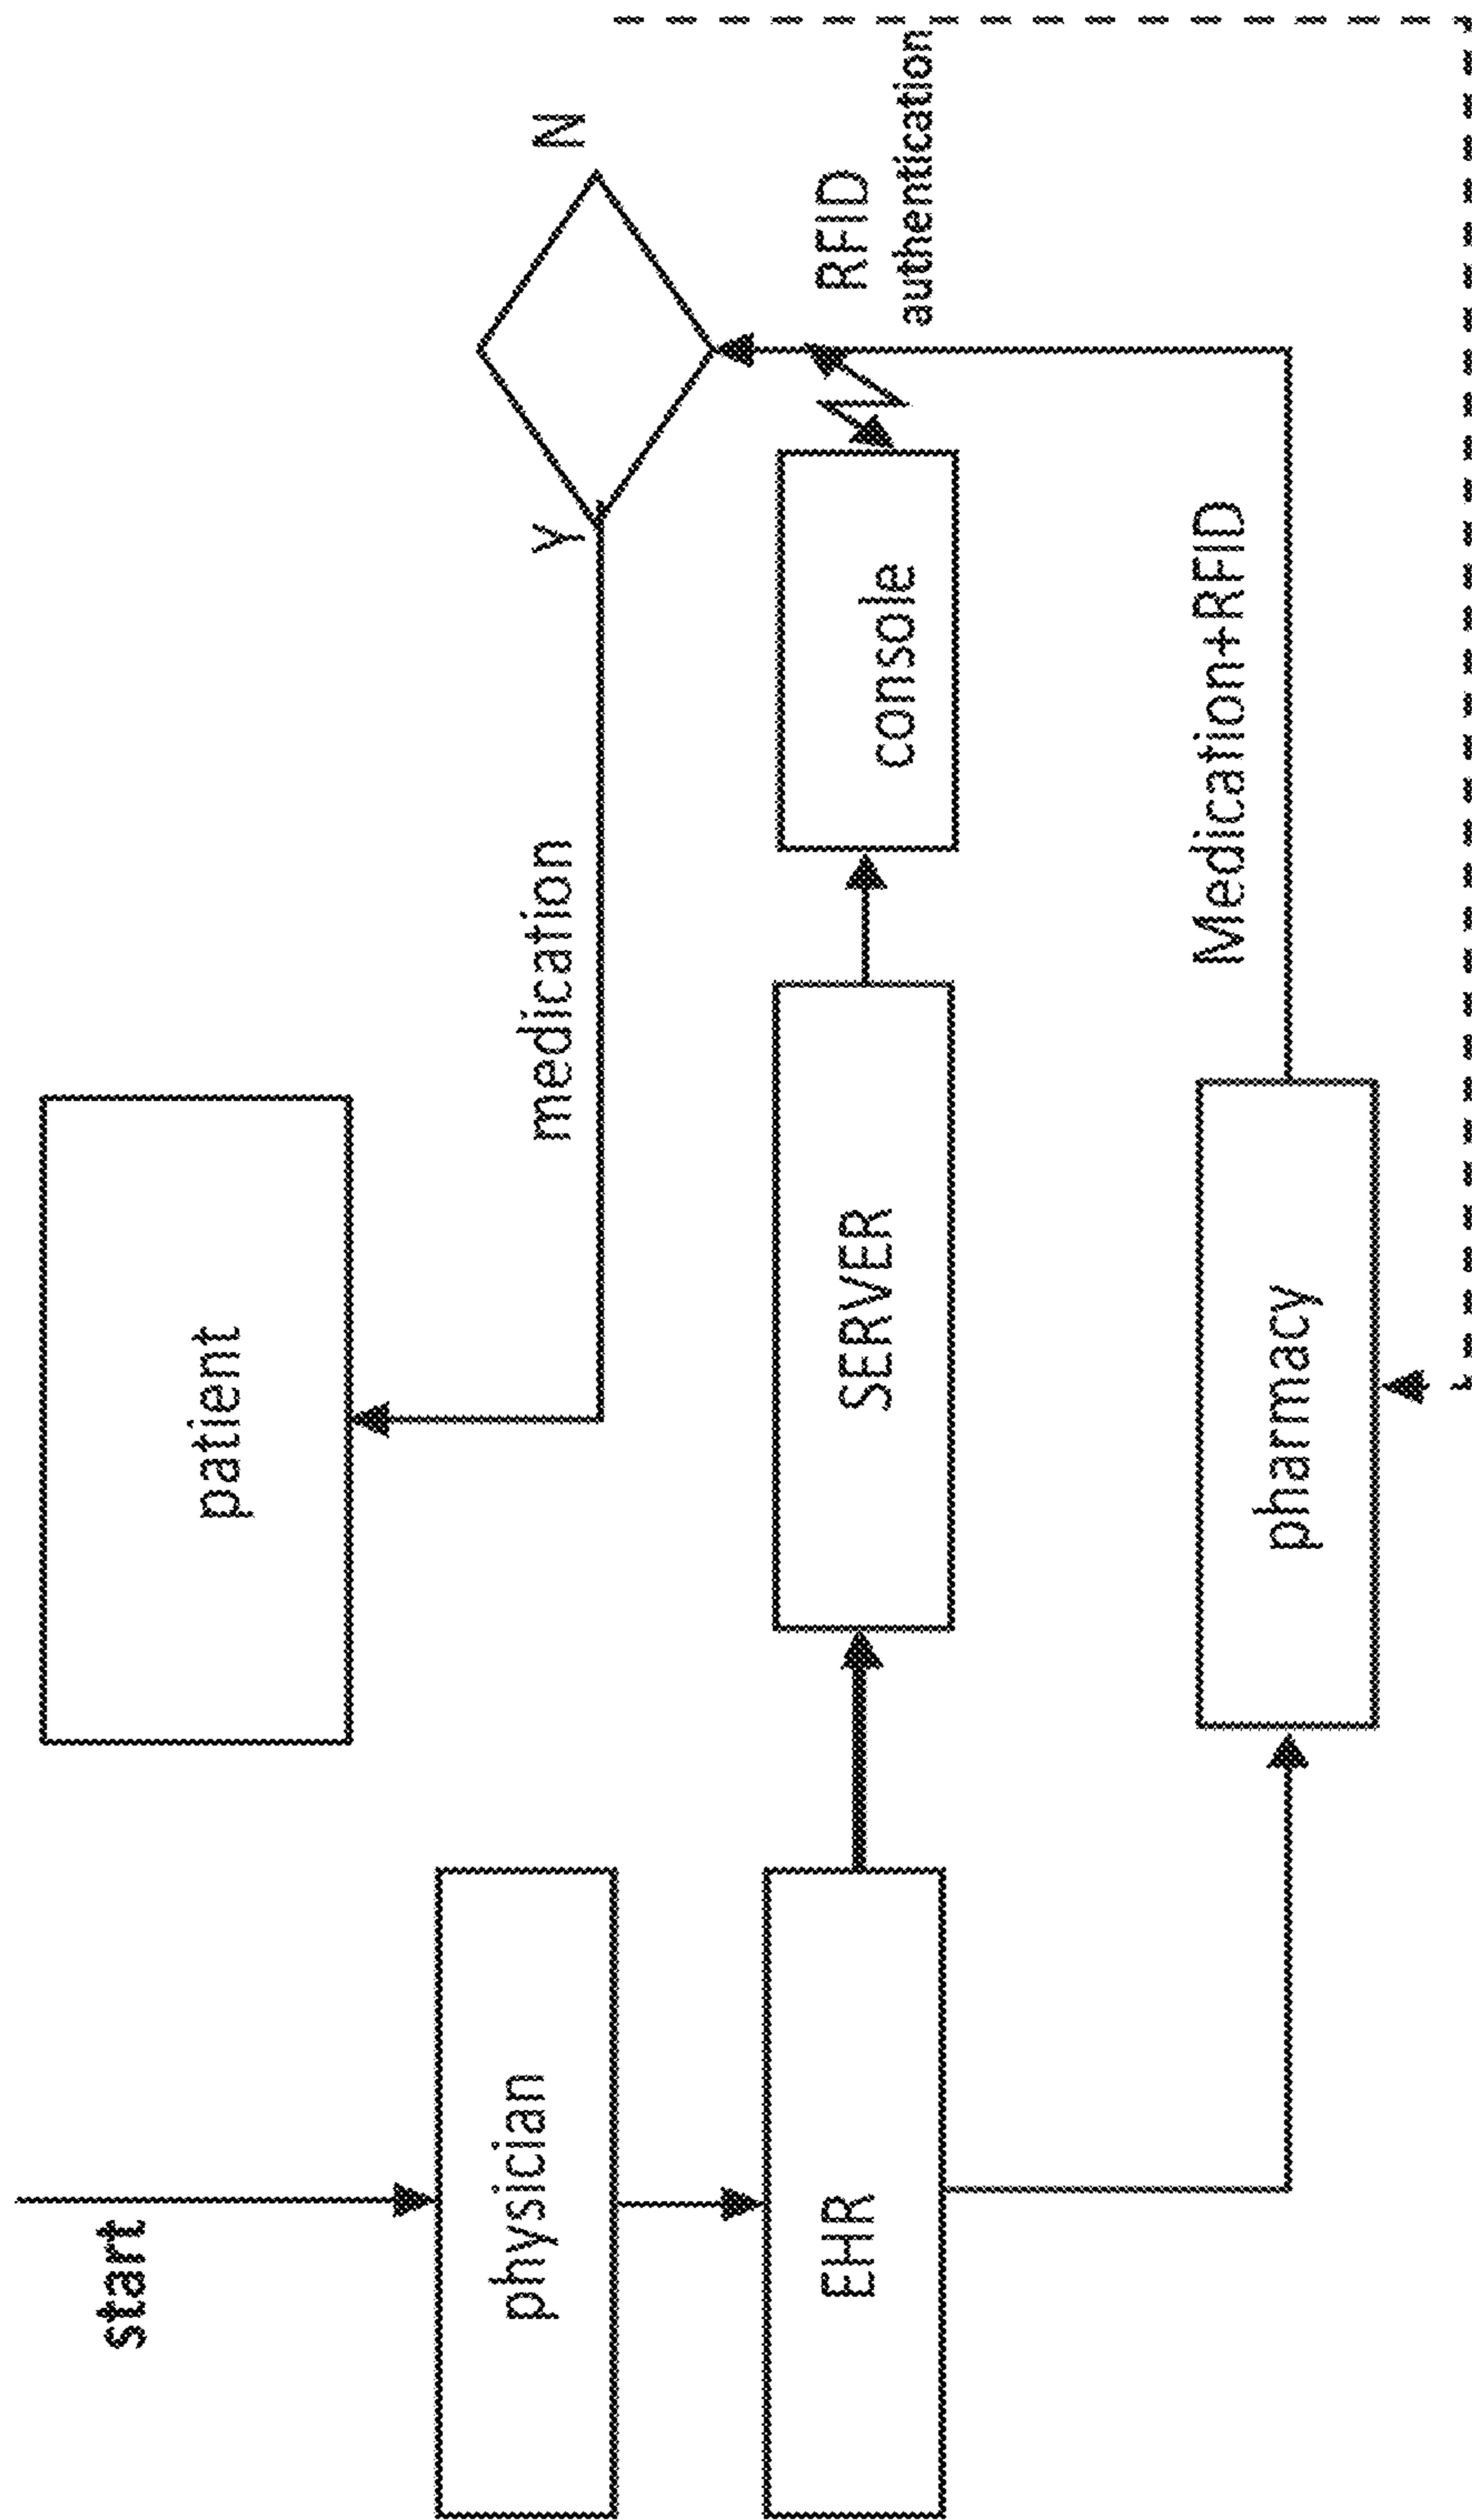 start
physician
EHR
patient
medication
Y
N
SERVER
console
RFID
authentication
pharmacy
Medication+RFID